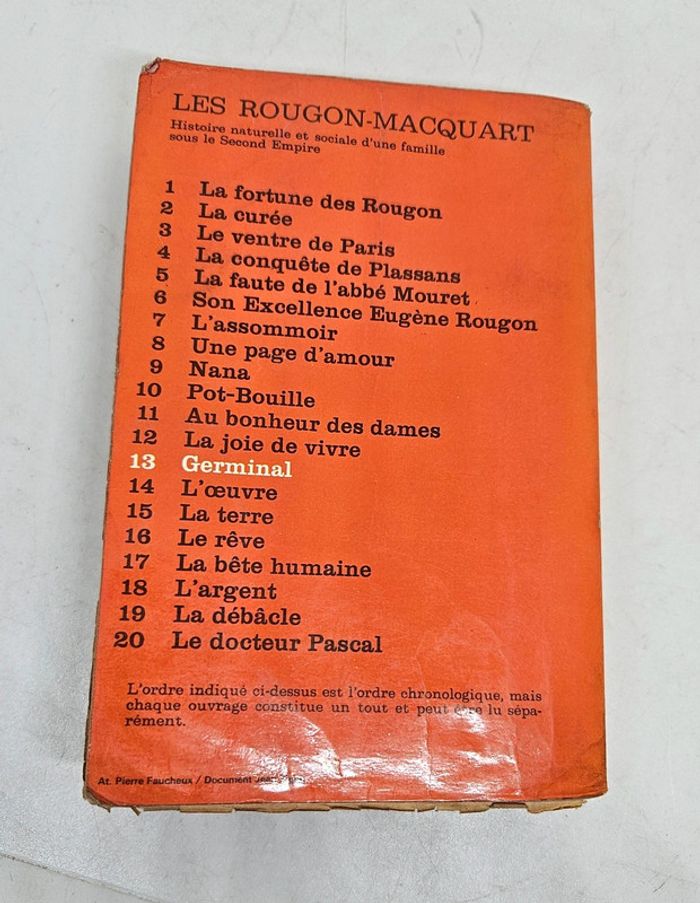 LES ROUGON-MACQUART
Histoire naturelle et sociale d'une famille
sous le Second Empire
1 La fortune des Rougon
2 La curée
3 Le ventre de Paris
4 La conquête de Plassans
5 La faute de l'abbé Mouret
6 Son Excellence Eugène Rougon
7 L'assommoir
8 Une page d'amour
9 Nana
10 Pot-Bouille
11 Au bonheur des dames
12 La joie de vivre
13 Germinal
14 L'œuvre
15 La terre
16 Le rêve
17 La bête humaine
18 L'argent
19 La débâcle
20 Le docteur Pascal
L'ordre indiqué ci-dessus est l'ordre chronologique, mais
chaque ouvrage constitue un tout et peut être lu sépa-
rément.
At. Pierre Faucheux / Document